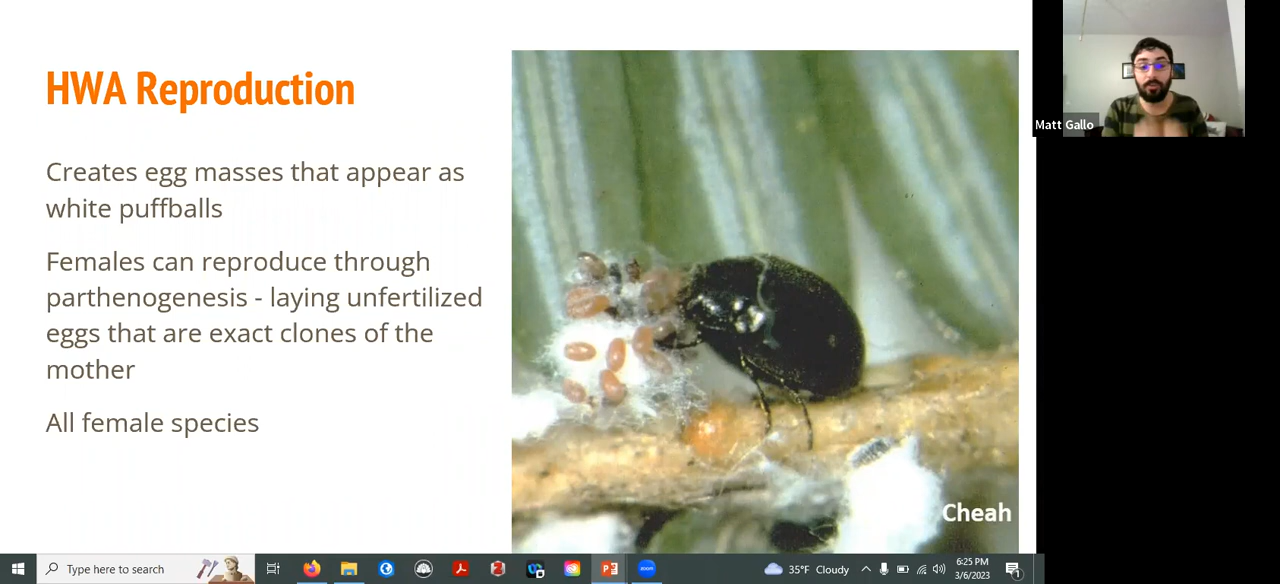 HWA Reproduction
Creates egg masses that appear as
white puffballs
Females can reproduce through
parthenogenesis - laying unfertilized
eggs that are exact clones of the
mother
All female species
Cheah
Matt Gallo
Type here to search
zoom
35°F Cloudy
6:25 PM
3/6/2023
1